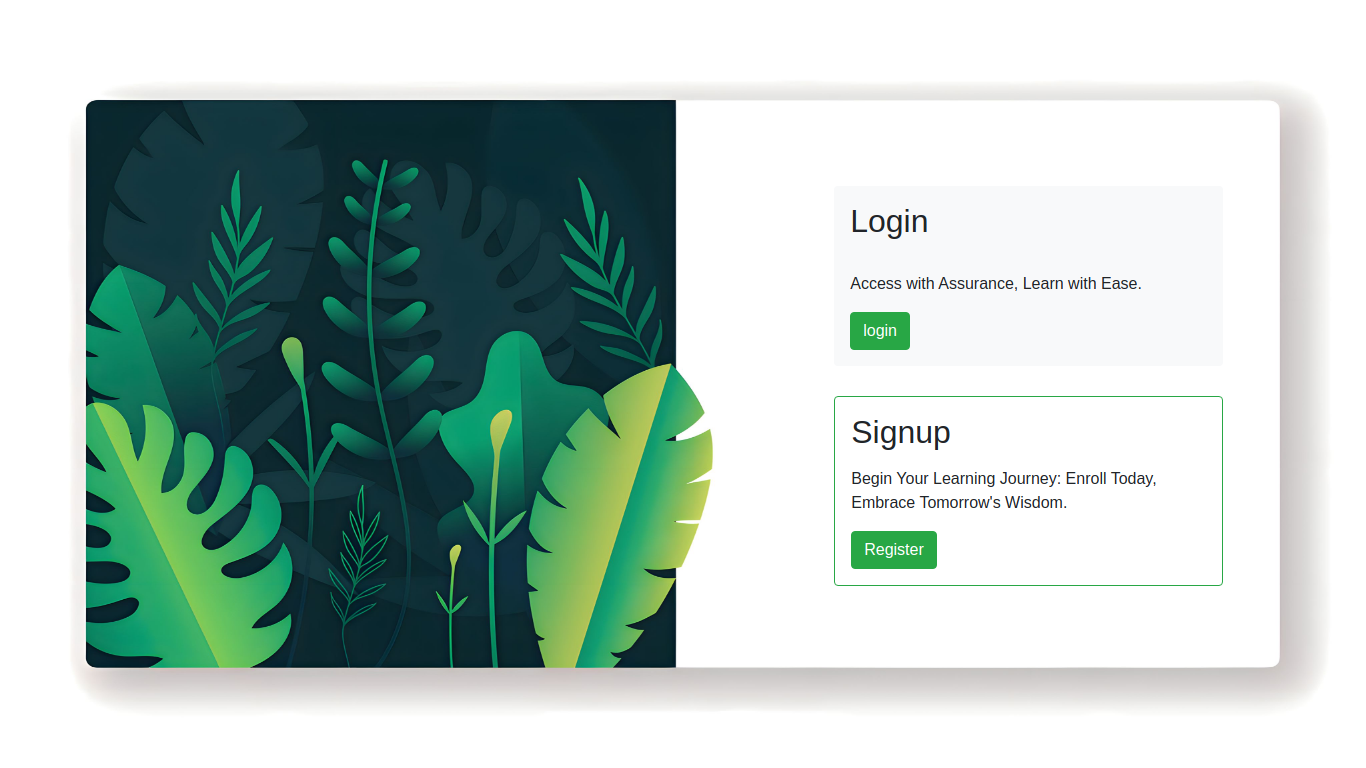 Login
Access with Assurance, Learn with Ease.
login
Signup
Begin Your Learning Journey: Enroll Today,
Embrace Tomorrow's Wisdom.
Register